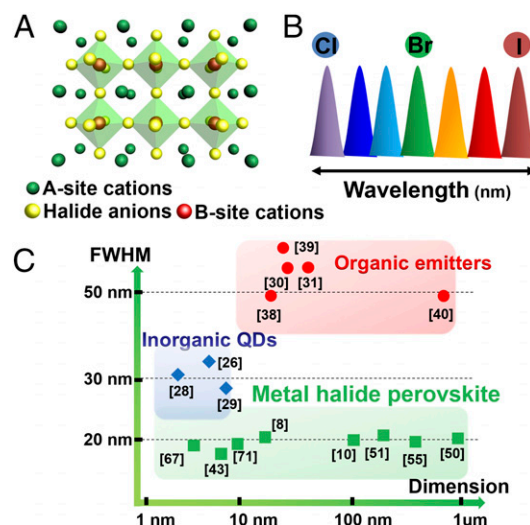 A
B
Cl Br I
A-site cations
Halide anions B-site cations
Wavelength (nm)
C
FWHM
50 nm
30 nm
20 nm
[39]
[30] [31]
[38] [40]
Organic emitters
Inorganic QDs
[26]
[28]
[29]
Metal halide perovskite
[8]
[67] [43] [71] [10] [51] [55] [50]
Dimension
1 nm 10 nm 100 nm 1μm